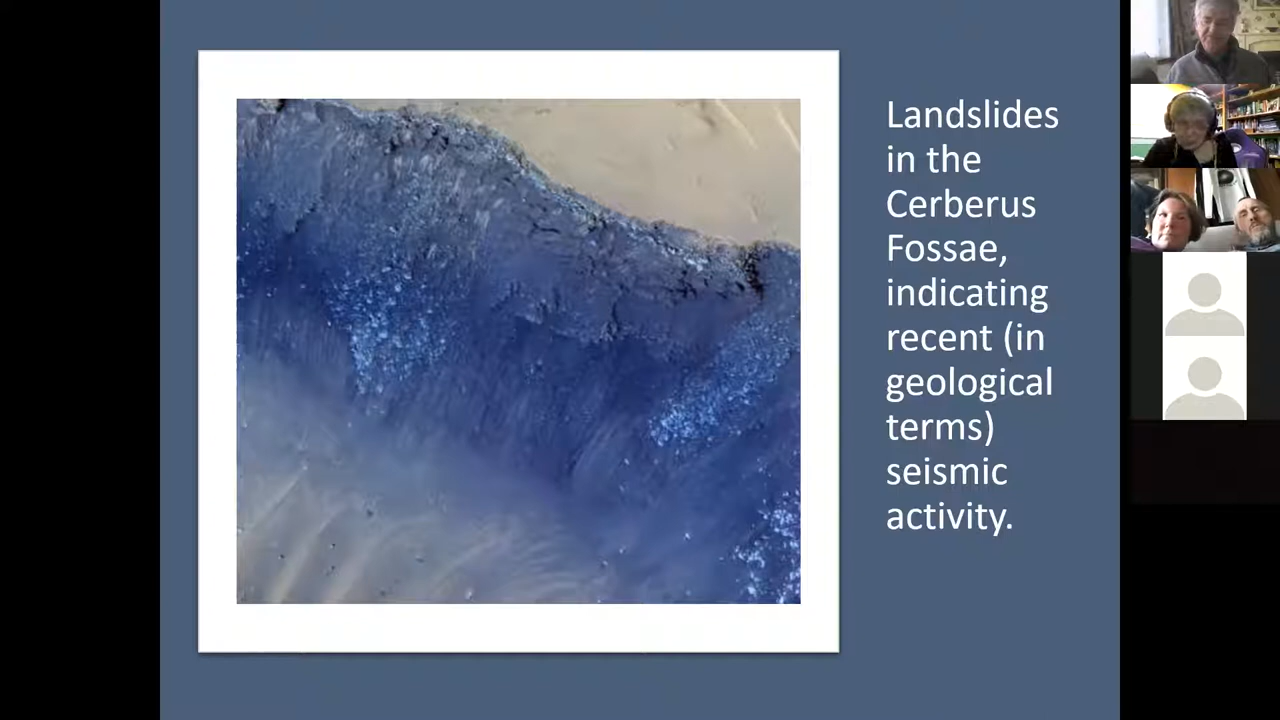 Landslides
in the
Cerberus
Fossae,
indicating
recent (in
geological
terms)
seismic
activity.